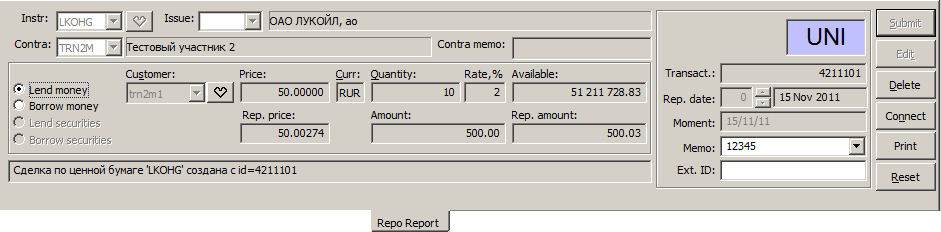 Instr: LKOHG Issue: ОАО ЛУКОЙЛ, ао
Contra: TRN2M Тестовый участник 2 Contra memo:
Customer: Price: Curr: Quantity: Rate,% Available:
Lend money trn2m1 50.00000 RUR 10 2 51 211 728.83
Borrow money
Rep. price: Amount: Rep. amount:
Lend securities 50.00274 500.00 500.03
Borrow securities
Сделка по ценной бумаге 'LKOHG' создана с id=4211101
UNI
Transact.: 4211101
Rep. date: 0 15 Nov 2011
Moment: 15/11/11
Memo: 12345
Ext. ID:
Submit
Edit
Delete
Connect
Print
Reset
Repo Report